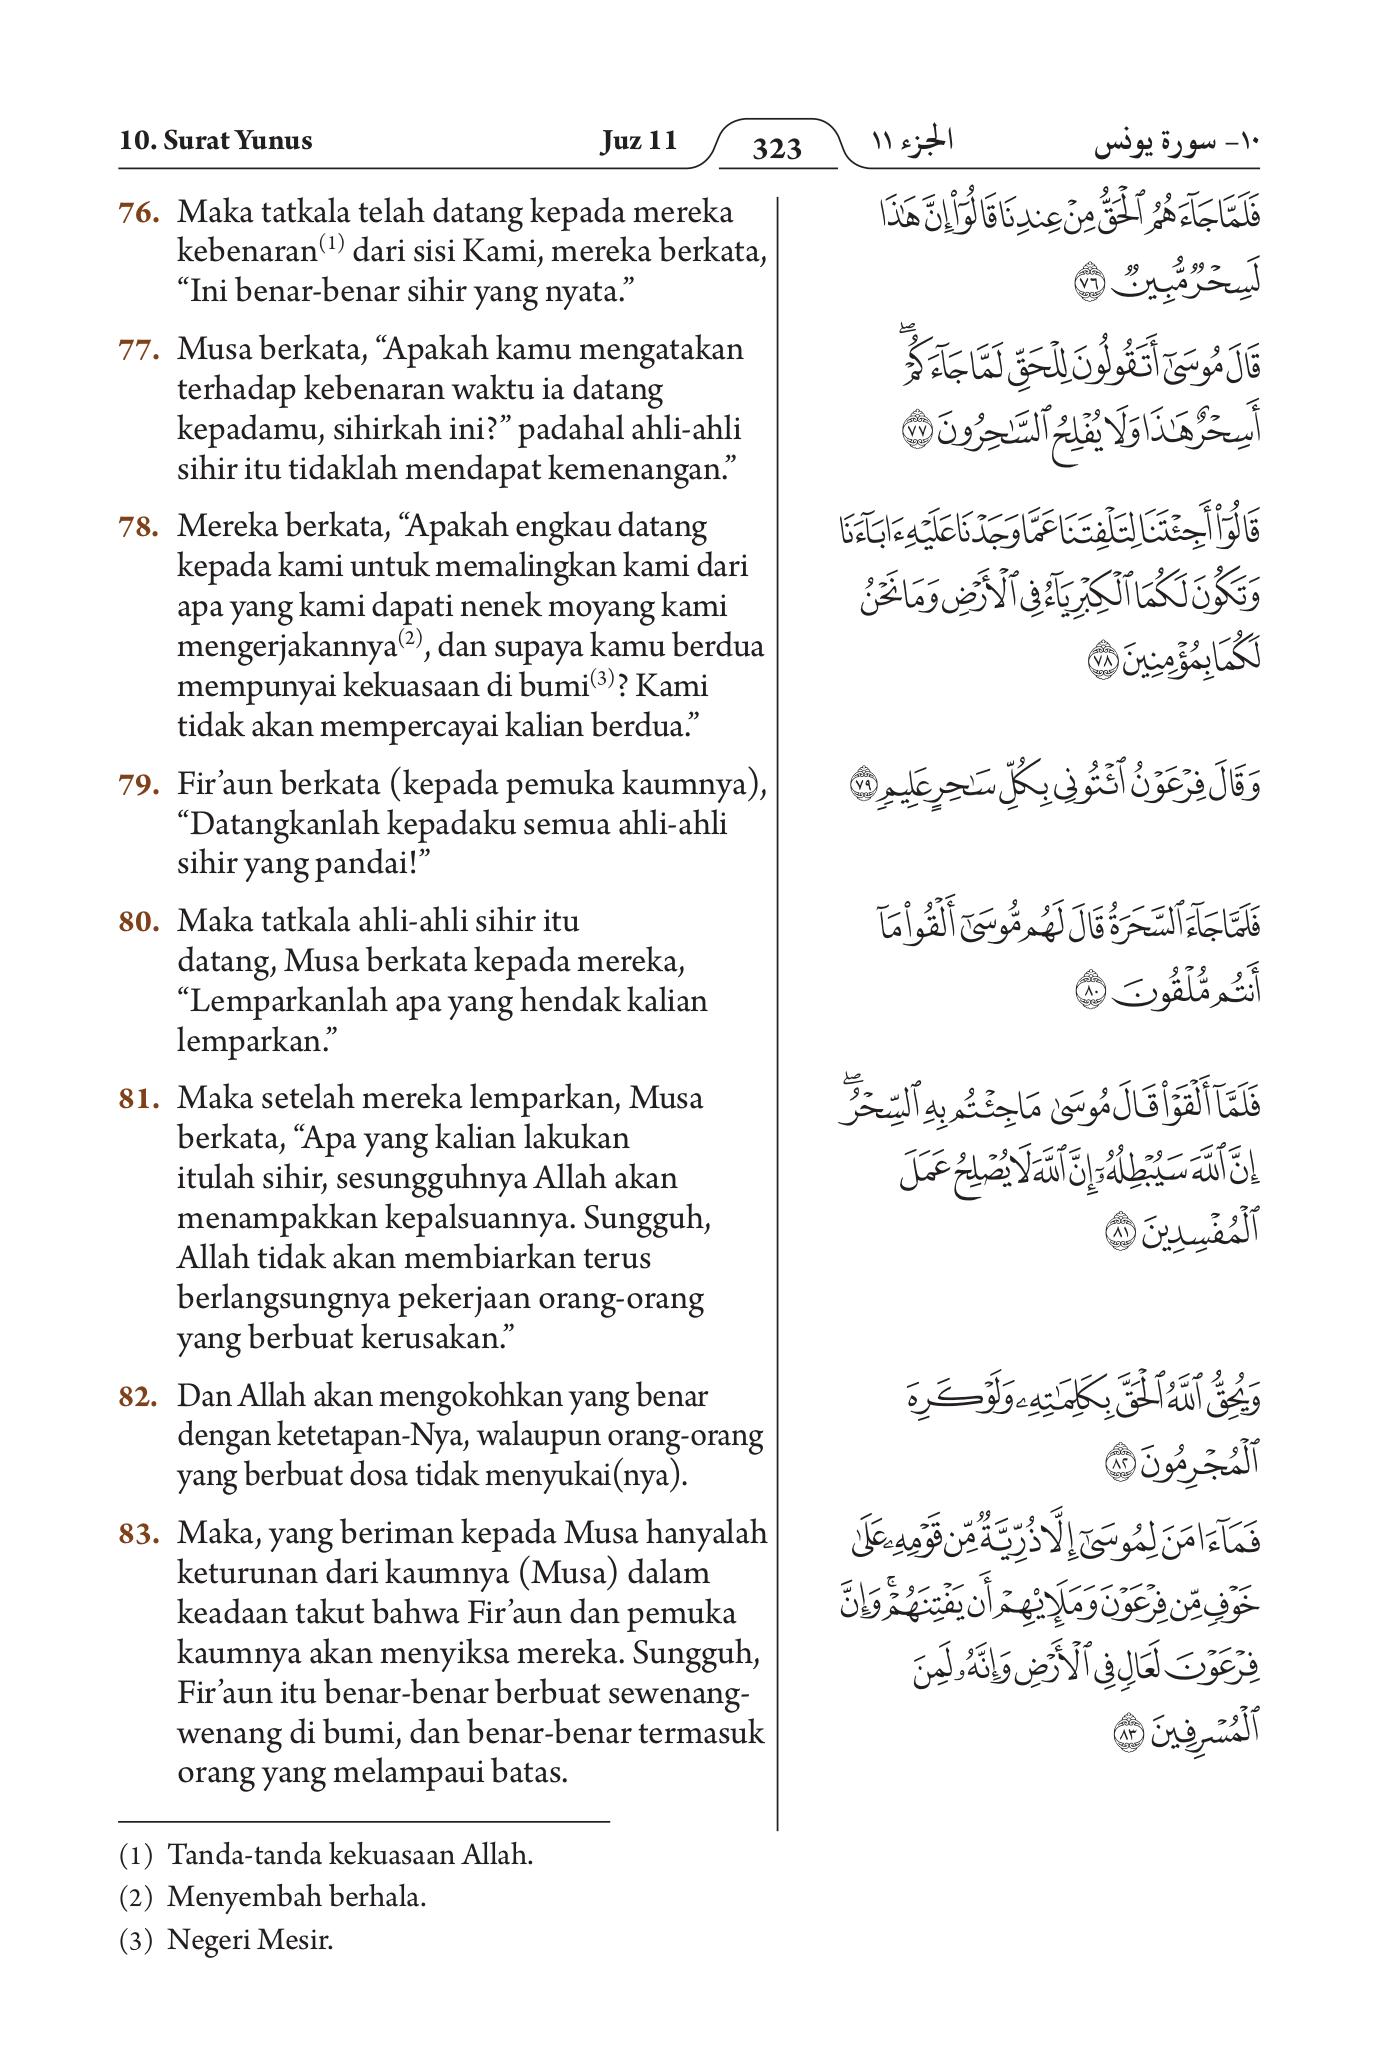 10. Surat Yunus
Juz 11
323
الجزء ١١
١٠- سورة يونس
76. Maka tatkala telah datang kepada mereka
kebenaran(1) dari sisi Kami, mereka berkata,
“Ini benar-benar sihir yang nyata.”
77. Musa berkata, “Apakah kamu mengatakan
terhadap kebenaran waktu ia datang
kepadamu, sihirkah ini?” padahal ahli-ahli
sihir itu tidaklah mendapat kemenangan.”
78. Mereka berkata, “Apakah engkau datang
kepada kami untuk memalingkan kami dari
apa yang kami dapati nenek moyang kami
mengerjakannya(2), dan supaya kamu berdua
mempunyai kekuasaan di bumi(3)? Kami
tidak akan mempercayai kalian berdua.”
79. Fir’aun berkata (kepada pemuka kaumnya),
“Datangkanlah kepadaku semua ahli-ahli
sihir yang pandai!”
80. Maka tatkala ahli-ahli sihir itu
datang, Musa berkata kepada mereka,
“Lemparkanlah apa yang hendak kalian
lemparkan.”
81. Maka setelah mereka lemparkan, Musa
berkata, “Apa yang kalian lakukan
itulah sihir, sesungguhnya Allah akan
menampakkan kepalsuannya. Sungguh,
Allah tidak akan membiarkan terus
berlangsungnya pekerjaan orang-orang
yang berbuat kerusakan.”
82. Dan Allah akan mengokohkan yang benar
dengan ketetapan-Nya, walaupun orang-orang
yang berbuat dosa tidak menyukai(nya).
83. Maka, yang beriman kepada Musa hanyalah
keturunan dari kaumnya (Musa) dalam
keadaan takut bahwa Fir’aun dan pemuka
kaumnya akan menyiksa mereka. Sungguh,
Fir’aun itu benar-benar berbuat sewenang-
wenang di bumi, dan benar-benar termasuk
orang yang melampaui batas.
فَلَمَّا جَآءَهُمُ ٱلْحَقُّ مِنْ عِندِنَا قَالُوٓا۟ إِنَّ هَٰذَا
لَسِحْرٌ مُّبِينٌ ٧٦
قَالَ مُوسَىٰٓ أَتَقُولُونَ لِلْحَقِّ لَمَّا جَآءَكُمْ ۖ
أَسِحْرٌ هَٰذَا وَلَا يُفْلِحُ ٱلسَّٰحِرُونَ ٧٧
قَالُوٓا۟ أَجِئْتَنَا لِتَلْفِتَنَا عَمَّا وَجَدْنَا عَلَيْهِ ءَابَآءَنَا
وَتَكُونَ لَكُمَا ٱلْكِبْرِيَآءُ فِى ٱلْأَرْضِ وَمَا نَحْنُ
لَكُمَا بِمُؤْمِنِينَ ٧٨
وَقَالَ فِرْعَوْنُ ٱئْتُونِى بِكُلِّ سَٰحِرٍ عَلِيمٍ ٧٩
فَلَمَّا جَآءَ ٱلسَّحَرَةُ قَالَ لَهُم مُّوسَىٰٓ أَلْقُوا۟ مَآ
أَنتُم مُّلْقُونَ ٨٠
فَلَمَّآ أَلْقَوْا۟ قَالَ مُوسَىٰ مَا جِئْتُم بِهِ ٱلسِّحْرُ ۖ
إِنَّ ٱللَّهَ سَيُبْطِلُهُۥٓ إِنَّ ٱللَّهَ لَا يُصْلِحُ عَمَلَ
ٱلْمُفْسِدِينَ ٨١
وَيُحِقُّ ٱللَّهُ ٱلْحَقَّ بِكَلِمَٰتِهِۦ وَلَوْ كَرِهَ
ٱلْمُجْرِمُونَ ٨٢
فَمَآ ءَامَنَ لِمُوسَىٰٓ إِلَّا ذُرِّيَّةٌ مِّن قَوْمِهِۦ عَلَىٰ
خَوْفٍ مِّن فِرْعَوْنَ وَمَلَإِي۟هِمْ أَن يَفْتِنَهُمْ ۚ وَإِنَّ
فِرْعَوْنَ لَعَالٍ فِى ٱلْأَرْضِ وَإِنَّهُۥ لَمِنَ
ٱلْمُسْرِفِينَ ٨٣
(1) Tanda-tanda kekuasaan Allah.
(2) Menyembah berhala.
(3) Negeri Mesir.